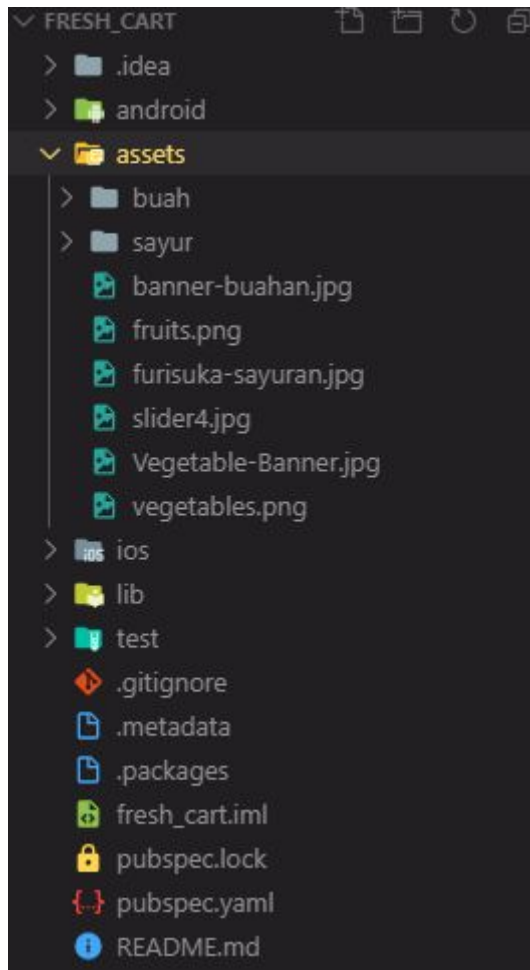 FRESH_CART
.idea
android
assets
buah
sayur
banner-buahan.jpg
fruits.png
furisuka-sayuran.jpg
slider4.jpg
Vegetable-Banner.jpg
vegetables.png
ios
lib
test
.gitignore
.metadata
.packages
fresh_cart.iml
pubspec.lock
pubspec.yaml
README.md